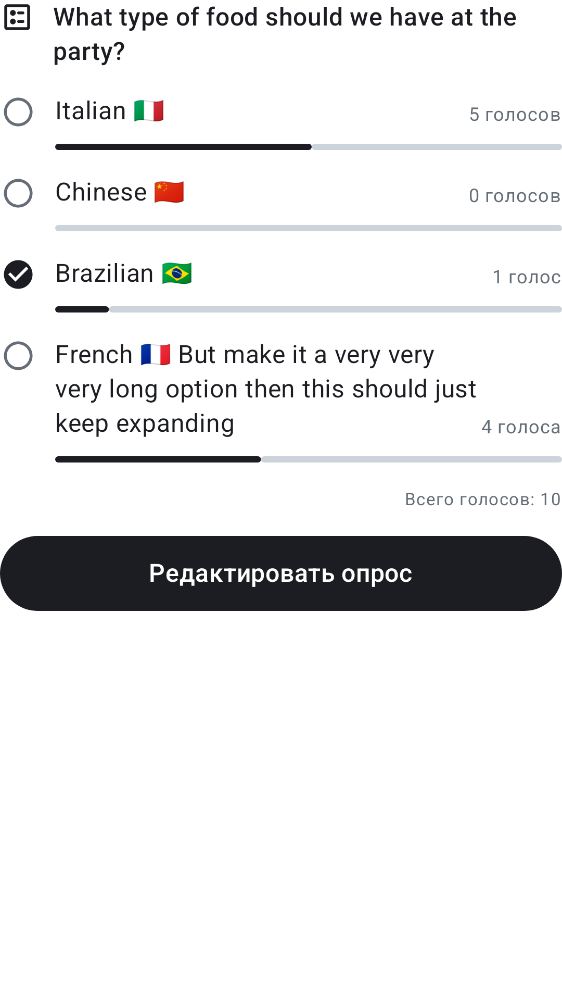 What type of food should we have at the
party?
Italian 🇮🇹
5 голосов
Chinese 🇨🇳
0 голосов
Brazilian 🇧🇷
1 голос
French 🇫🇷 But make it a very very
very long option then this should just
keep expanding
4 голоса
Всего голосов: 10
Редактировать опрос